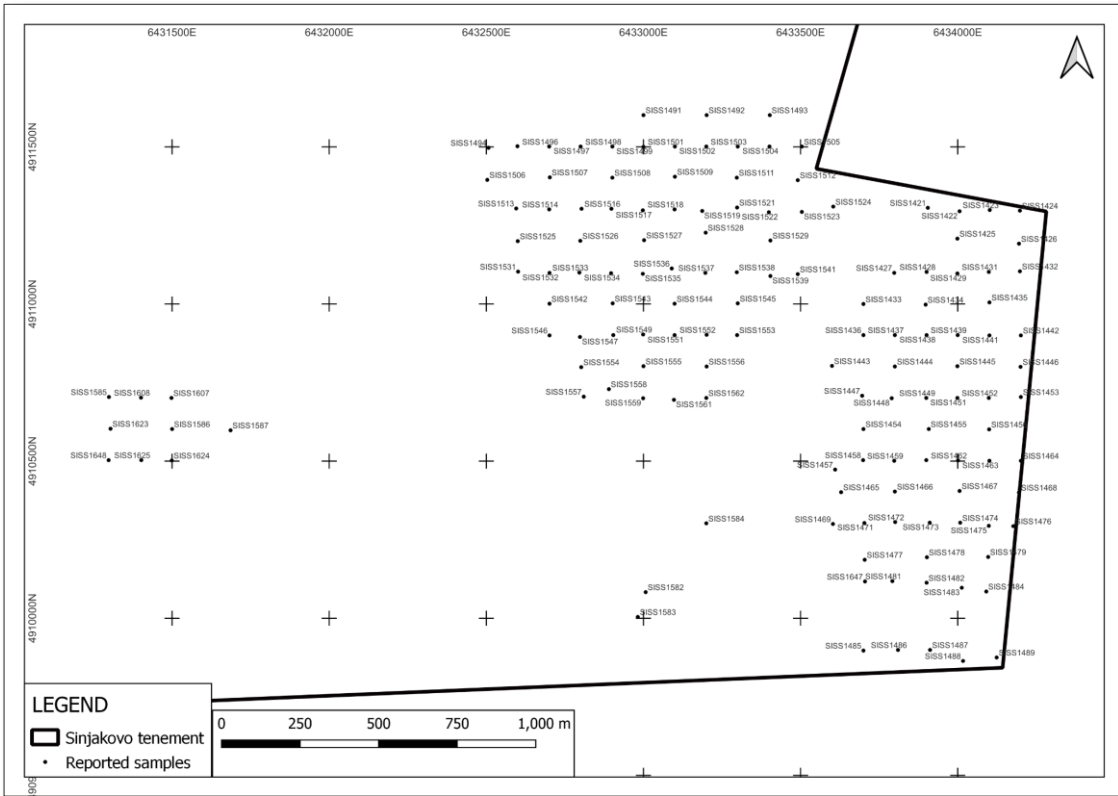 6431500E 6432000E 6432500E 6433000E 6433500E 6434000E
SISS1491 SISS1492 SISS1493
4911500N
SISS1494 SISS1496 SISS1498 SISS1501 SISS1503 SISS1505
SISS1497 SISS1499 SISS1502 SISS1504
SISS1506 SISS1507 SISS1508 SISS1509 SISS1511 SISS1512
SISS1513 SISS1514 SISS1516 SISS1518 SISS1521 SISS1524 SISS1421 SISS1423 SISS1424
SISS1517 SISS1519 SISS1522 SISS1523 SISS1422
SISS1525 SISS1526 SISS1527 SISS1528 SISS1529 SISS1425 SISS1426
SISS1531 SISS1533 SISS1536 SISS1537 SISS1538 SISS1541 SISS1427 SISS1428 SISS1431 SISS1432
SISS1532 SISS1534 SISS1535 SISS1539 SISS1429
4911000N
SISS1542 SISS1543 SISS1544 SISS1545 SISS1433 SISS1434 SISS1435
SISS1546 SISS1549 SISS1552 SISS1553 SISS1436 SISS1437 SISS1439 SISS1442
SISS1547 SISS1551 SISS1438 SISS1441
SISS1554 SISS1555 SISS1556 SISS1443 SISS1444 SISS1445 SISS1446
SISS1585 SISS1608 SISS1607 SISS1557 SISS1558 SISS1562 SISS1447 SISS1449 SISS1452 SISS1453
SISS1559 SISS1561 SISS1448 SISS1451
SISS1623 SISS1586 SISS1587 SISS1454 SISS1455
4910500N
SISS1648 SISS1625 SISS1624 SISS1458 SISS1459 SISS1462 SISS1464
SISS1457 SISS1463
SISS1465 SISS1466 SISS1467 SISS1468
SISS1584 SISS1469 SISS1472 SISS1474 SISS1476
SISS1471 SISS1473 SISS1475
SISS1477 SISS1478 SISS1479
SISS1582 SISS1647 SISS1481 SISS1482 SISS1484
SISS1483
4910000N
SISS1583
SISS1485 SISS1486 SISS1487 SISS1489
SISS1488
LEGEND
Sinjakovo tenement
Reported samples
0 250 500 750 1,000 m